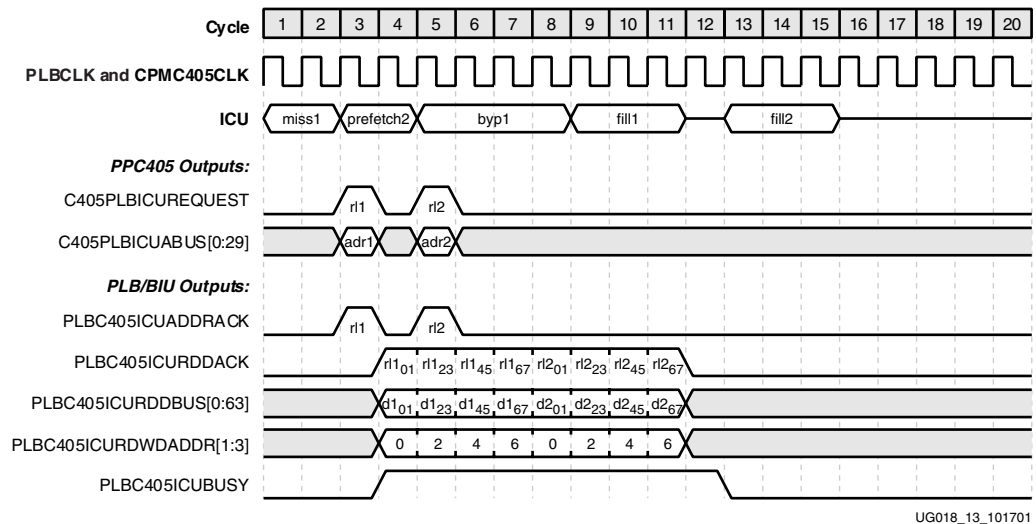 Cycle 1 2 3 4 5 6 7 8 9 10 11 12 13 14 15 16 17 18 19 20
PLBCLK and CPMC405CLK
ICU miss1 prefetch2 byp1 fill1 fill2
PPC405 Outputs:
C405PLBICUREQUEST rl1 rl2
C405PLBICUABUS[0:29] adr1 adr2
PLB/BIU Outputs:
PLBC405ICUADDRACK rl1 rl2
PLBC405ICURDDACK rl1₀₁ rl1₂₃ rl1₄₅ rl1₆₇ rl2₀₁ rl2₂₃ rl2₄₅ rl2₆₇
PLBC405ICURDDBUS[0:63] d1₀₁ d1₂₃ d1₄₅ d1₆₇ d2₀₁ d2₂₃ d2₄₅ d2₆₇
PLBC405ICURDWDADDR[1:3] 0 2 4 6 0 2 4 6
PLBC405ICUBUSY
UG018_13_101701